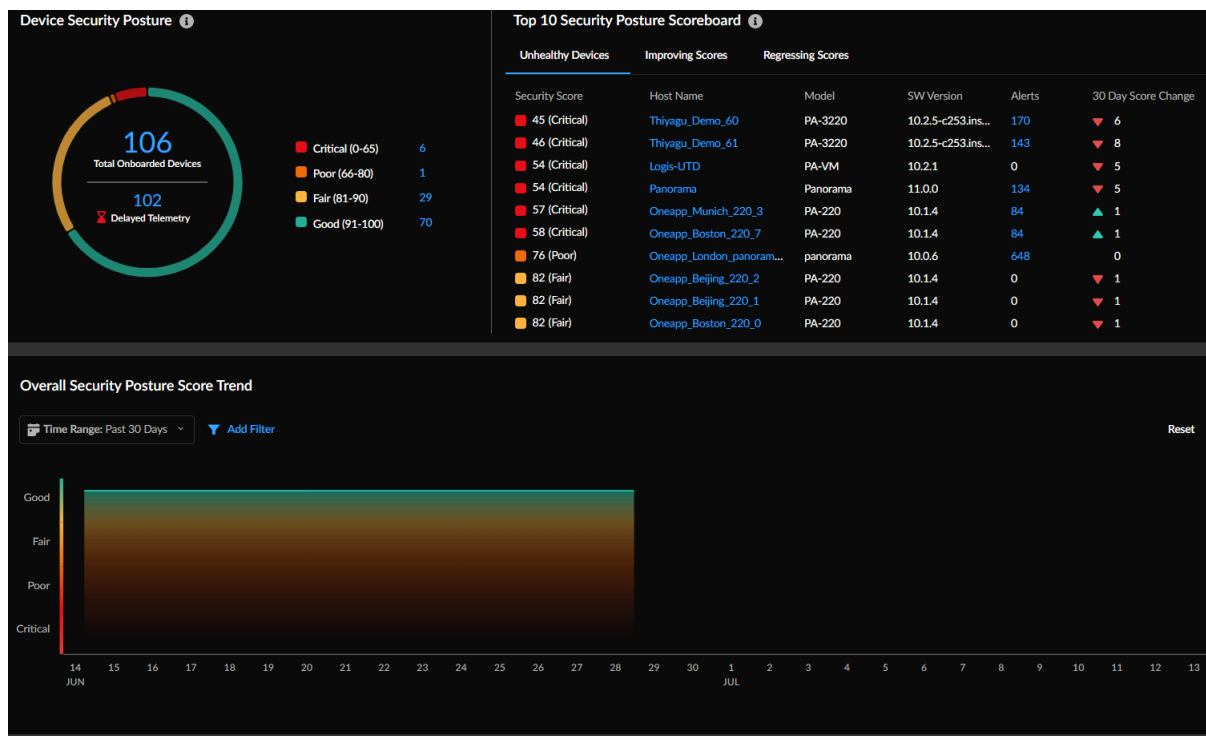 Device Security Posture
106
Total Onboarded Devices
102
Delayed Telemetry
Critical (0-65) 6
Poor (66-80) 1
Fair (81-90) 29
Good (91-100) 70
Top 10 Security Posture Scoreboard
Unhealthy Devices Improving Scores Regressing Scores
Security Score Host Name Model SW Version Alerts 30 Day Score Change
45 (Critical) Thiyagu_Demo_60 PA-3220 10.2.5-c253.ins... 170 6
46 (Critical) Thiyagu_Demo_61 PA-3220 10.2.5-c253.ins... 143 8
54 (Critical) Logis-UTD PA-VM 10.2.1 0 5
54 (Critical) Panorama Panorama 11.0.0 134 5
57 (Critical) Oneapp_Munich_220_3 PA-220 10.1.4 84 1
58 (Critical) Oneapp_Boston_220_7 PA-220 10.1.4 84 1
76 (Poor) Oneapp_London_panoram... panorama 10.0.6 648 0
82 (Fair) Oneapp_Beijing_220_2 PA-220 10.1.4 0 1
82 (Fair) Oneapp_Beijing_220_1 PA-220 10.1.4 0 1
82 (Fair) Oneapp_Boston_220_0 PA-220 10.1.4 0 1
Overall Security Posture Score Trend
Time Range: Past 30 Days Add Filter Reset
Good
Fair
Poor
Critical
14 15 16 17 18 19 20 21 22 23 24 25 26 27 28 29 30 1 2 3 4 5 6 7 8 9 10 11 12 13
JUN JUL